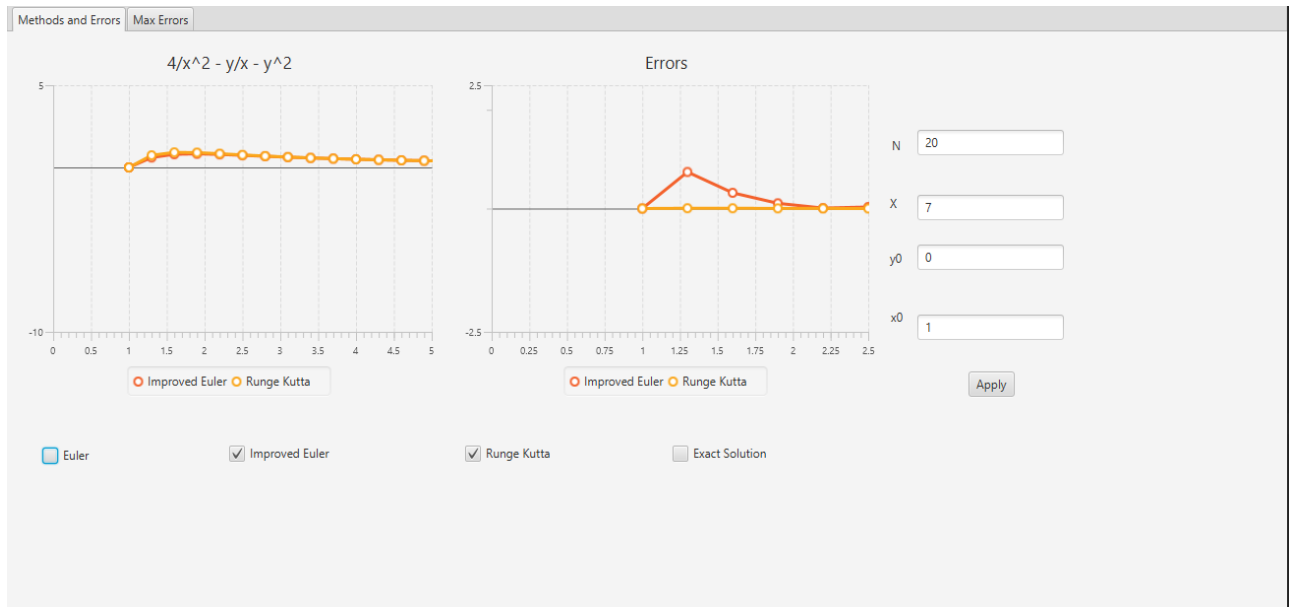 Methods and Errors Max Errors
4/x^2 - y/x - y^2
5
-10
0 0.5 1 1.5 2 2.5 3 3.5 4 4.5 5
Improved Euler Runge Kutta
Errors
2.5
-2.5
0 0.25 0.5 0.75 1 1.25 1.5 1.75 2 2.25 2.5
Improved Euler Runge Kutta
N 20
X 7
y0 0
x0 1
Apply
Euler Improved Euler Runge Kutta Exact Solution